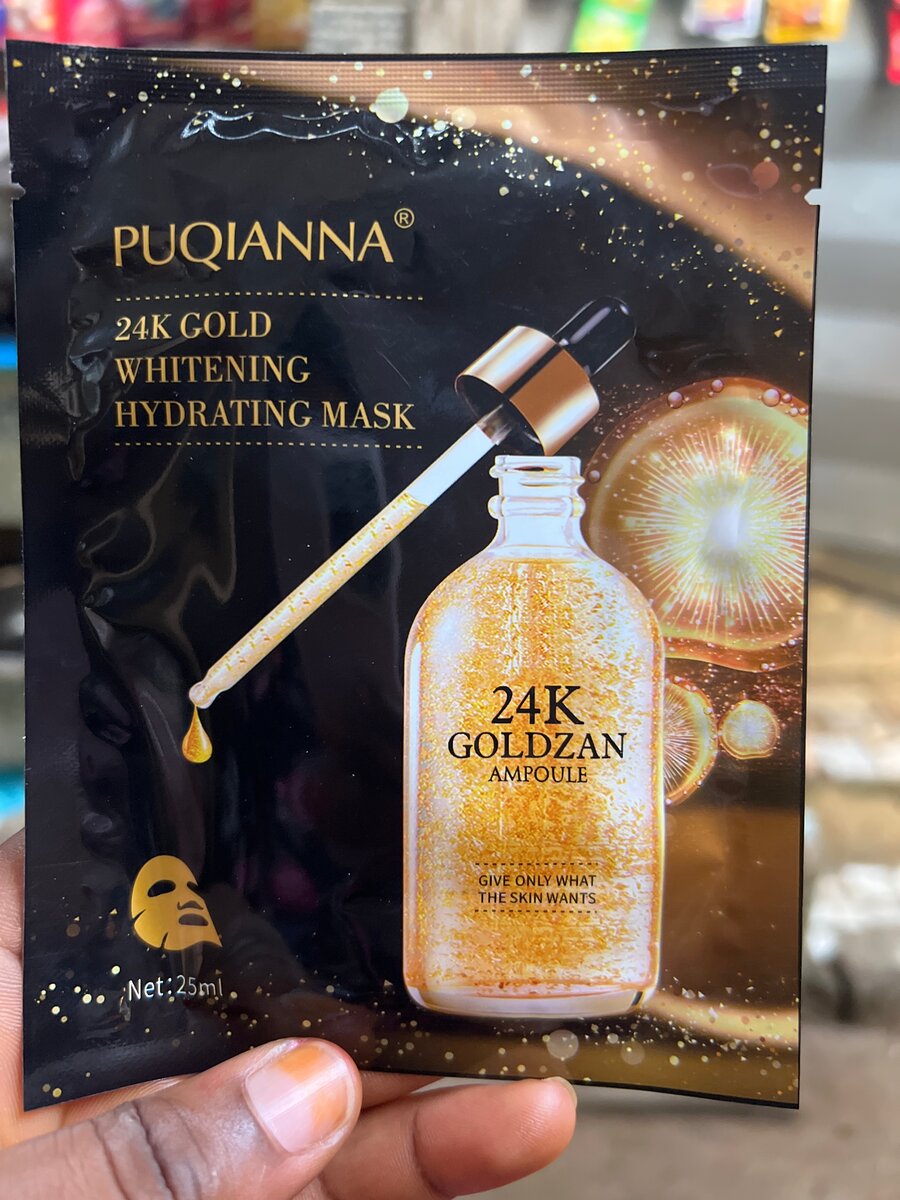 PUQIANNA®
24K GOLD
WHITENING
HYDRATING MASK
24K
GOLDZAN
AMPOULE
GIVE ONLY WHAT
THE SKIN WANTS
Net:25ml